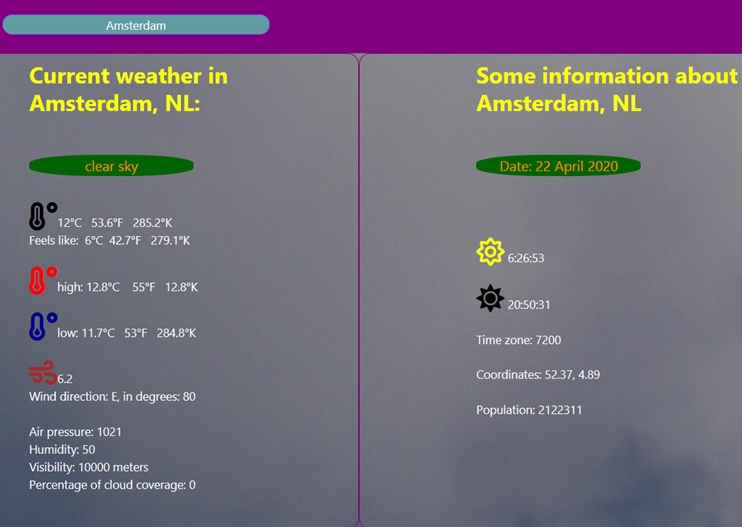 Amsterdam
Current weather in
Amsterdam, NL:
clear sky
12°C 53.6°F 285.2°K
Feels like: 6°C 42.7°F 279.1°K
high: 12.8°C 55°F 12.8°K
low: 11.7°C 53°F 284.8°K
6.2
Wind direction: E, in degrees: 80
Air pressure: 1021
Humidity: 50
Visibility: 10000 meters
Percentage of cloud coverage: 0
Some information about
Amsterdam, NL
Date: 22 April 2020
6:26:53
20:50:31
Time zone: 7200
Coordinates: 52.37, 4.89
Population: 2122311